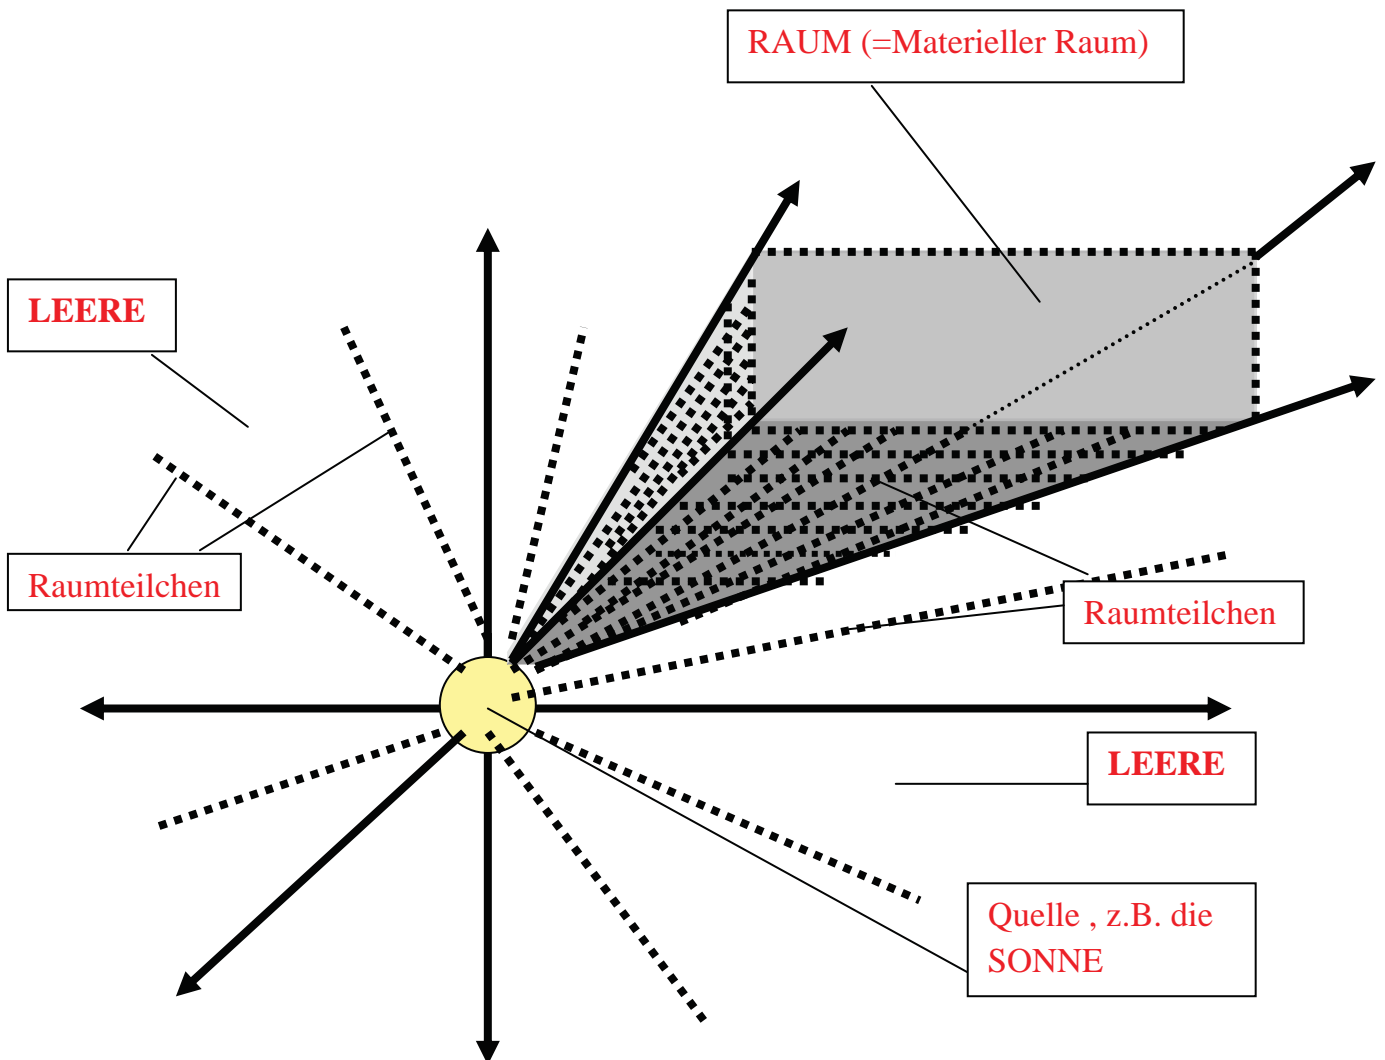 RAUM (=Materieller Raum)
LEERE
Raumteilchen
Raumteilchen
LEERE
Quelle , z.B. die
SONNE